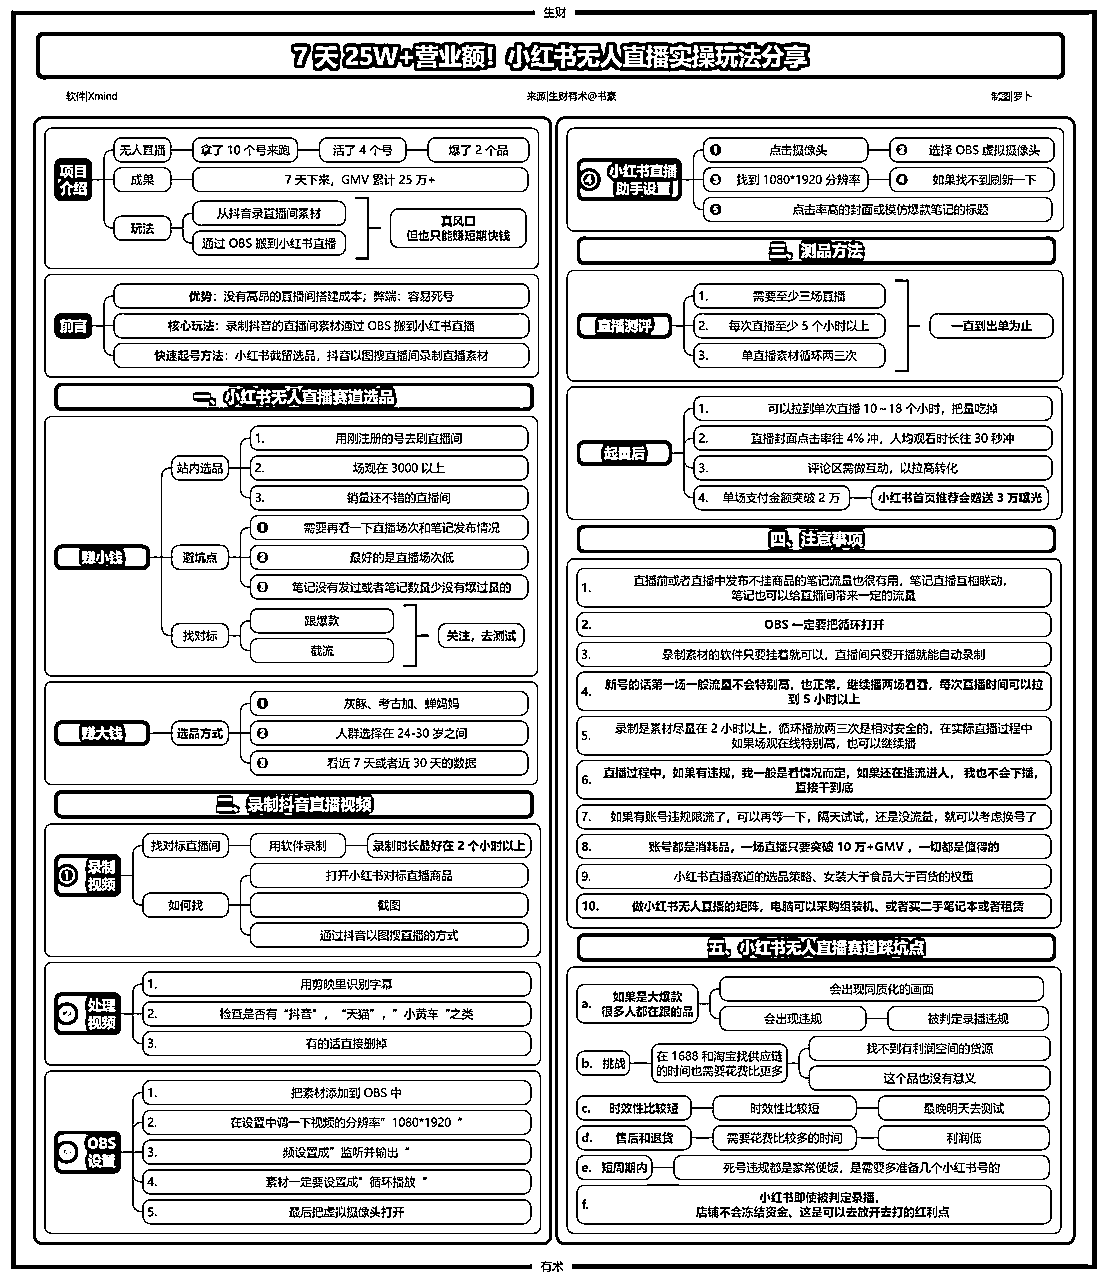 生财
7 天 25W+营业额！小红书无人直播实操玩法分享
软件|Xmind
来源|生财有术@书豪
制图|罗卜
项目
介绍
无人直播
拿了 10 个号来跑
活了 4 个号
爆了 2 个品
成果
7 天下来，GMV 累计 25 万+
玩法
从抖音录直播间素材
通过 OBS 搬到小红书直播
真风口
但也只能赚短期快钱
前言
优势：没有高昂的直播间搭建成本；弊端：容易死号
核心玩法：录制抖音的直播间素材通过 OBS 搬到小红书直播
快速起号方法：小红书截留选品，抖音以图搜直播间录制直播素材
一、小红书无人直播赛道选品
赚小钱
站内选品
1. 用刚注册的号去刷直播间
2. 场观在 3000 以上
3. 销量还不错的直播间
避坑点
❶ 需要再看一下直播场次和笔记发布情况
❷ 最好的是直播场次低
❸ 笔记没有发过或者笔记数量少没有爆过量的
找对标
跟爆款
截流
关注，去测试
赚大钱
选品方式
❶ 灰豚、考古加、蝉妈妈
❷ 人群选择在 24-30 岁之间
❸ 看近 7 天或者近 30 天的数据
二、录制抖音直播视频
① 录制
视频
找对标直播间
用软件录制
录制时长最好在 2 个小时以上
如何找
打开小红书对标直播商品
截图
通过抖音以图搜直播的方式
处理
视频
1. 用剪映里识别字幕
2. 检查是否有“抖音”，“天猫”，”小黄车 “之类
3. 有的话直接删掉
OBS
设置
1. 把素材添加到 OBS 中
2. 在设置中调一下视频的分辨率” 1080*1920 “
3. 频设置成” 监听并输出 “
4. 素材一定要设置成” 循环播放 ”
5. 最后把虚拟摄像头打开
④ 小红书直播
助手设置
❶ 点击摄像头
❷ 选择 OBS 虚拟摄像头
❸ 找到 1080*1920 分辨率
❹ 如果找不到刷新一下
❺ 点击率高的封面或模仿爆款笔记的标题
三、测品方法
直播测评
1. 需要至少三场直播
2. 每次直播至少 5 个小时以上
3. 单直播素材循环两三次
一直到出单为止
起量后
1. 可以拉到单次直播 10～18 个小时，把量吃掉
2. 直播封面点击率往 4% 冲，人均观看时长往 30 秒冲
3. 评论区需做互动，以拉高转化
4. 单场支付金额突破 2 万
小红书首页推荐会赠送 3 万曝光
四、注意事项
1. 直播前或者直播中发布不挂商品的笔记流量也很有用，笔记直播互相联动，
笔记也可以给直播间带来一定的流量
2. OBS 一定要把循环打开
3. 录制素材的软件只要挂着就可以，直播间只要开播就能自动录制
4. 新号的话第一场一般流量不会特别高，也正常，继续播两场看看，每次直播时间可以拉
到 5 小时以上
5. 录制是素材尽量在 2 小时以上，循环播放两三次是相对安全的，在实际直播过程中
如果场观在线特别高，也可以继续播
6. 直播过程中，如果有违规，我一般是看情况而定，如果还在推流进人， 我也不会下播，
直接干到底
7. 如果有账号违规限流了，可以再等一下，隔天试试，还是没流量，就可以考虑换号了
8. 账号都是消耗品，一场直播只要突破 10 万+GMV ，一切都是值得的
9. 小红书直播赛道的选品策略、女装大于食品大于百货的权重
10. 做小红书无人直播的矩阵，电脑可以采购组装机、或者买二手笔记本或者租赁
五、小红书无人直播赛道踩坑点
a. 如果是大爆款
很多人都在跟的品
会出现同质化的画面
会出现违规
被判定录播违规
b. 挑战
在 1688 和淘宝找供应链
的时间也需要花费比更多
找不到有利润空间的货源
这个品也没有意义
c. 时效性比较短
时效性比较短
最晚明天去测试
d. 售后和退货
需要花费比较多的时间
利润低
e. 短周期内
死号违规都是家常便饭，是需要多准备几个小红书号的
f. 小红书即使被判定录播，
店铺不会冻结资金、这是可以去放开去打的红利点
有术